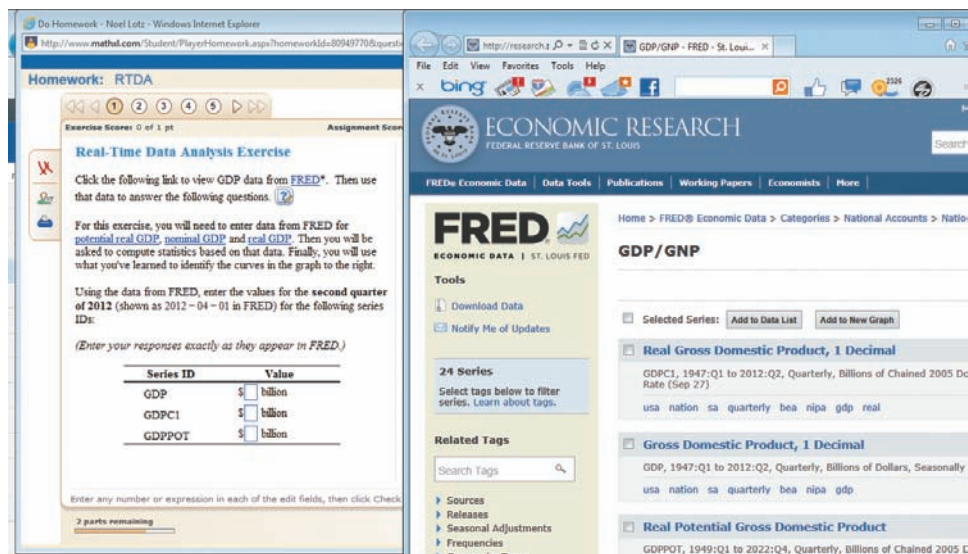 Do Homework - Noel Lotz - Windows Internet Explorer
http://www.mathxl.com/Student/PlayerHomework.aspx?homeworkId=80949770&questi
Homework: RTDA
1 2 3 4 5
Exercise Score: 0 of 1 pt Assignment Scor
Real-Time Data Analysis Exercise
Click the following link to view GDP data from FRED*. Then use
that data to answer the following questions.
For this exercise, you will need to enter data from FRED for
potential real GDP, nominal GDP and real GDP. Then you will be
asked to compute statistics based on that data. Finally, you will use
what you've learned to identify the curves in the graph to the right.
Using the data from FRED, enter the values for the second quarter
of 2012 (shown as 2012 – 04 – 01 in FRED) for the following series
IDs:
(Enter your responses exactly as they appear in FRED.)
Series ID Value
GDP $ billion
GDPC1 $ billion
GDPPOT $ billion
Enter any number or expression in each of the edit fields, then click Check
2 parts remaining
http://research.s
GDP/GNP - FRED - St. Loui...
File Edit View Favorites Tools Help
bing
2326
ECONOMIC RESEARCH
FEDERAL RESERVE BANK OF ST. LOUIS
Search
FRED® Economic Data | Data Tools | Publications | Working Papers | Economists | More
FRED
ECONOMIC DATA | ST. LOUIS FED
Tools
Download Data
Notify Me of Updates
24 Series
Select tags below to filter
series. Learn about tags.
Related Tags
Search Tags
Sources
Releases
Seasonal Adjustments
Frequencies
Home > FRED® Economic Data > Categories > National Accounts > Natio
GDP/GNP
Selected Series: Add to Data List Add to New Graph
Real Gross Domestic Product, 1 Decimal
GDPC1, 1947:Q1 to 2012:Q2, Quarterly, Billions of Chained 2005 Do
Rate (Sep 27)
usa nation sa quarterly bea nipa gdp real
Gross Domestic Product, 1 Decimal
GDP, 1947:Q1 to 2012:Q2, Quarterly, Billions of Dollars, Seasonally
usa nation sa quarterly bea nipa gdp
Real Potential Gross Domestic Product
GDPPOT, 1949:Q1 to 2022:Q4, Quarterly, Billions of Chained 2005 D